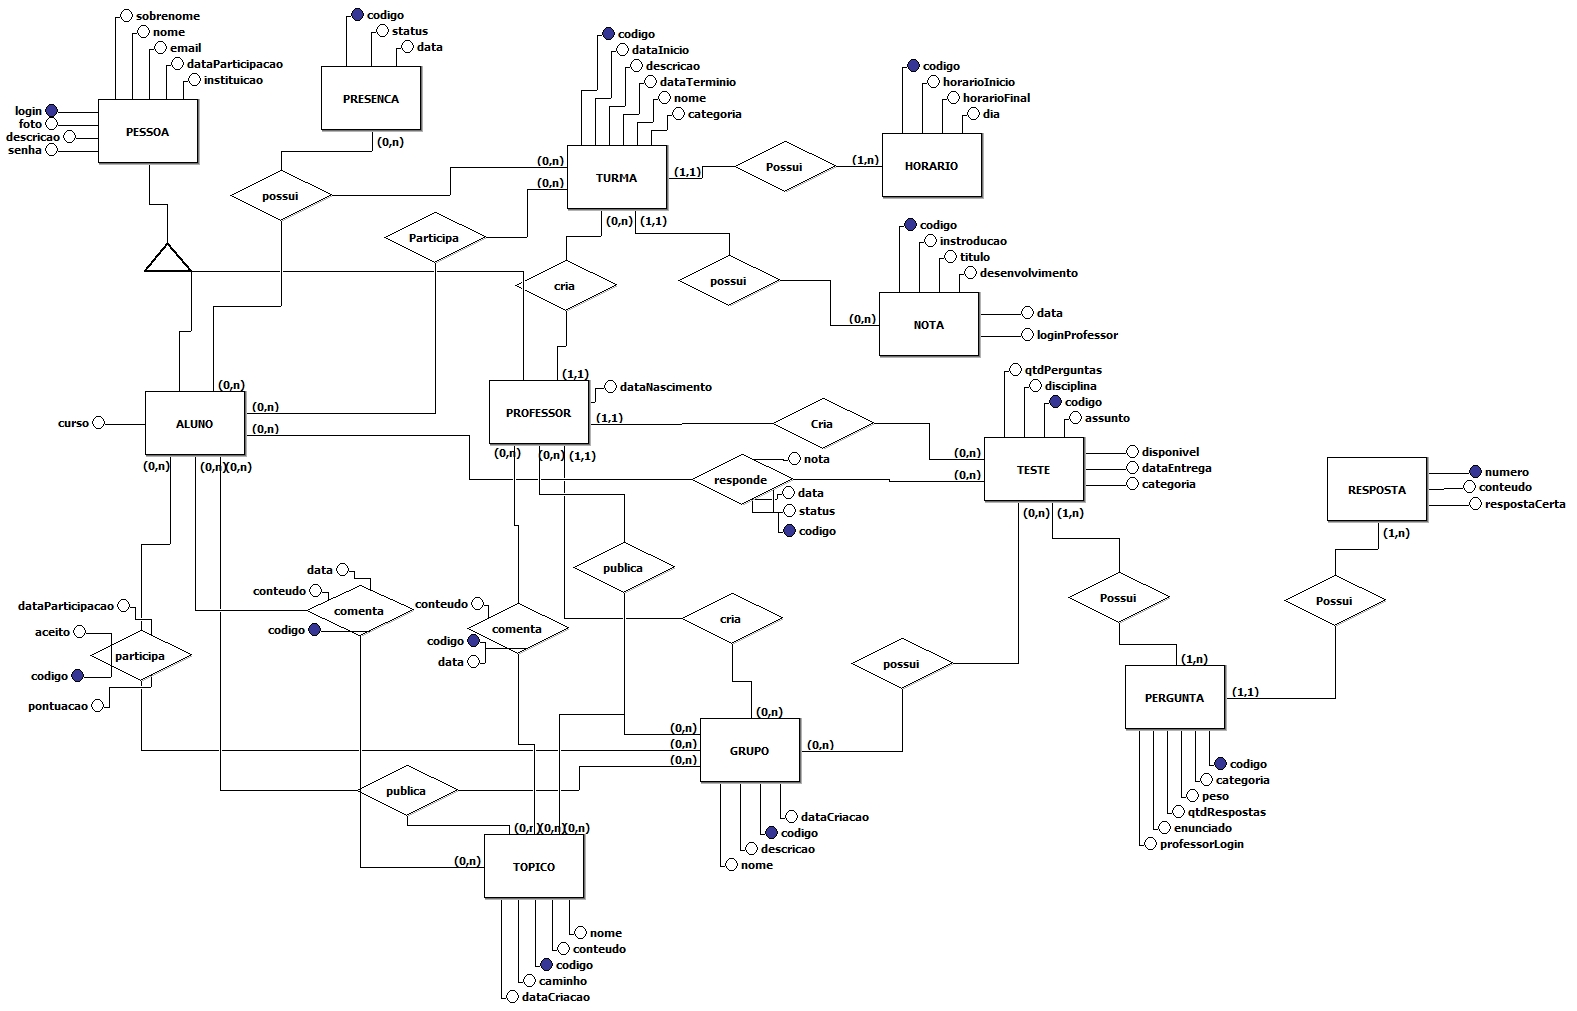 sobrenome
nome
email
dataParticipacao
instituicao
login
foto
descricao
senha
PESSOA
codigo
status
data
PRESENCA
(0,n)
possui
codigo
dataInicio
descricao
dataTerminio
nome
categoria
(0,n)
(0,n)
TURMA
(1,1)
(0,n)
(1,1)
Possui
(1,n)
codigo
horarioInicio
horarioFinal
dia
HORARIO
Participa
cria
possui
codigo
instroducao
titulo
desenvolvimento
(0,n)
NOTA
data
loginProfessor
(0,n)
curso
ALUNO
(0,n)
(0,n)
(0,n)
(0,n)
(0,n)
(1,1)
PROFESSOR
dataNascimento
(1,1)
(0,n)
(0,n)
(1,1)
Cria
qtdPerguntas
disciplina
codigo
assunto
(0,n)
(0,n)
TESTE
disponivel
dataEntrega
categoria
(0,n)
(1,n)
responde
nota
data
status
codigo
RESPOSTA
numero
conteudo
respostaCerta
(1,n)
publica
data
conteudo
comenta
codigo
conteudo
codigo
comenta
data
dataParticipacao
aceito
participa
codigo
pontuacao
cria
possui
Possui
Possui
(1,n)
PERGUNTA
(1,1)
(0,n)
(0,n)
(0,n)
(0,n)
GRUPO
(0,n)
codigo
categoria
peso
qtdRespostas
enunciado
professorLogin
publica
dataCriacao
codigo
descricao
nome
(0,n)
(0,n)
(0,n)
(0,n)
TOPICO
nome
conteudo
codigo
caminho
dataCriacao